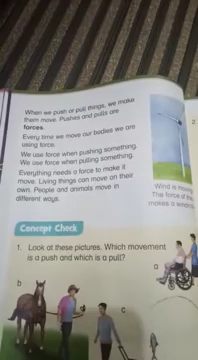 When we push or pull things, we make
them move. Pushes and pulls are
forces.
Every time we move our bodies we are
using force.
We use force when pushing something.
We use force when pulling something.
Everything needs a force to make it
move. Living things can move on their
own. People and animals move in
different ways.
Wind is moving
The force of the
makes a
Concept Check
1. Look at these pictures. Which movement
is a push and which is a pull?
a
b
c
2